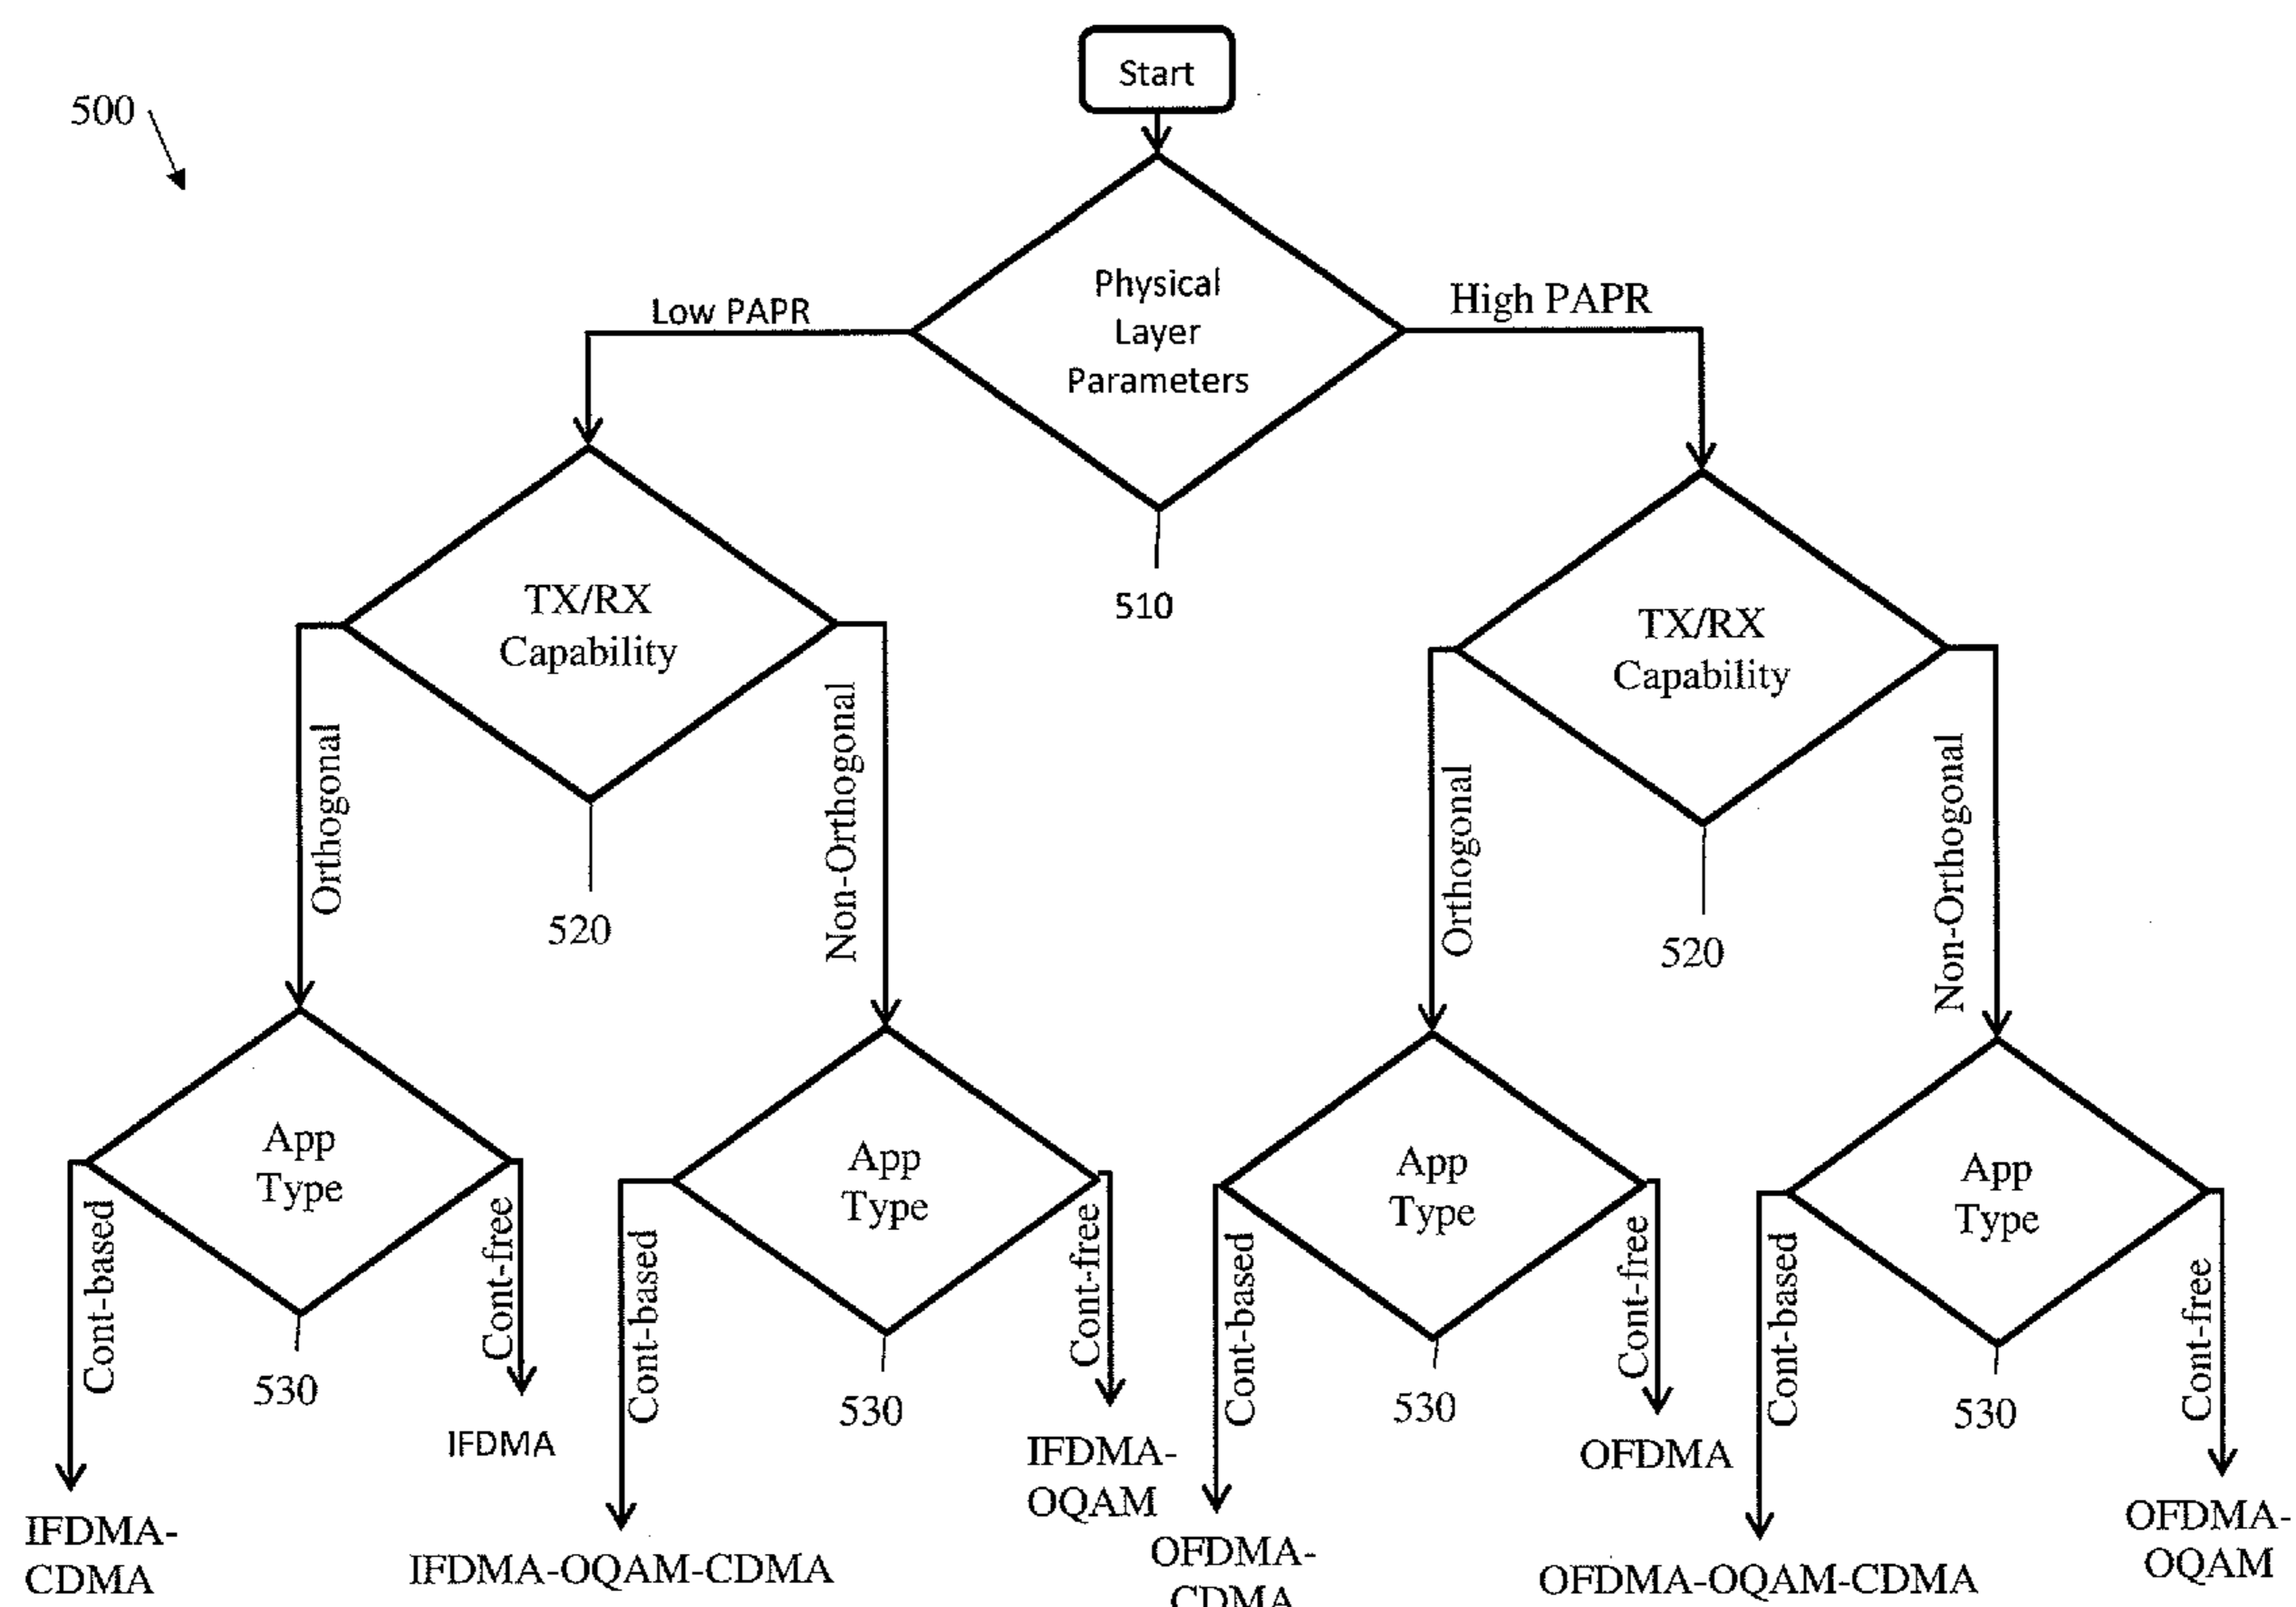 Start
500
Physical
Layer
Parameters
Low PAPR
High PAPR
510
TX/RX
Capability
TX/RX
Capability
Orthogonal
Non-Orthogonal
Orthogonal
Non-Orthogonal
520
520
App
Type
App
Type
App
Type
App
Type
Cont-based
Cont-free
Cont-based
Cont-free
Cont-based
Cont-free
Cont-based
Cont-free
530
530
530
530
IFDMA-
CDMA
IFDMA
IFDMA-OQAM-CDMA
IFDMA-
OQAM
OFDMA-
CDMA
OFDMA
OFDMA-OQAM-CDMA
OFDMA-
OQAM